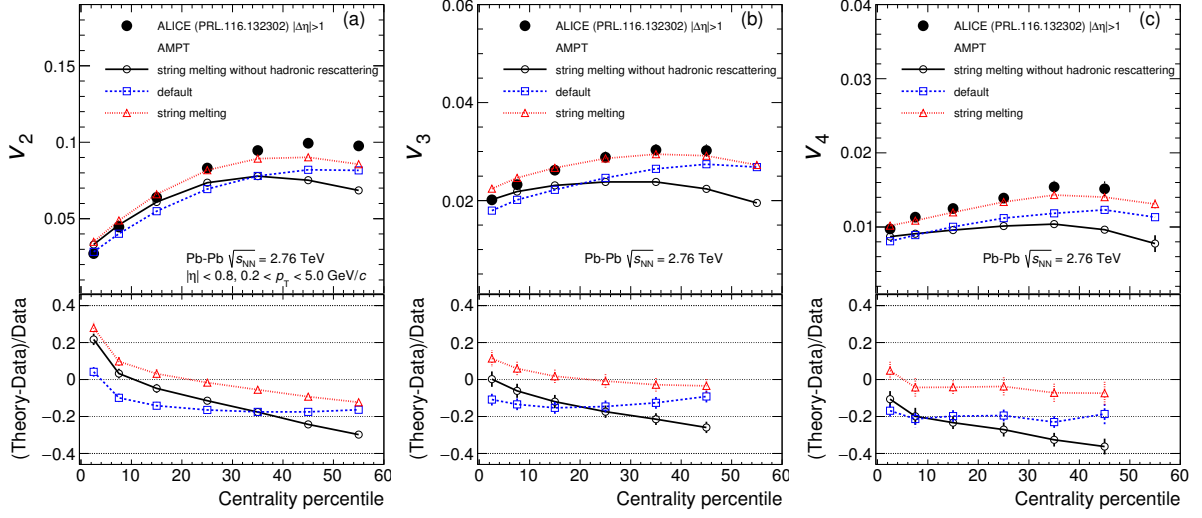 (a)
ALICE (PRL.116.132302) |Δη|>1
AMPT
string melting without hadronic rescattering
default
string melting
v2
0.15
0.1
0.05
Pb-Pb √sNN = 2.76 TeV
|η| < 0.8, 0.2 < pT < 5.0 GeV/c
(Theory-Data)/Data
0.4
0.2
0
−0.2
−0.4
0 10 20 30 40 50 60
Centrality percentile
(b)
ALICE (PRL.116.132302) |Δη|>1
AMPT
string melting without hadronic rescattering
default
string melting
v3
0.06
0.04
0.02
Pb-Pb √sNN = 2.76 TeV
(Theory-Data)/Data
0.4
0.2
0
−0.2
−0.4
0 10 20 30 40 50 60
Centrality percentile
(c)
ALICE (PRL.116.132302) |Δη|>1
AMPT
string melting without hadronic rescattering
default
string melting
v4
0.04
0.03
0.02
0.01
Pb-Pb √sNN = 2.76 TeV
(Theory-Data)/Data
0.4
0.2
0
−0.2
−0.4
0 10 20 30 40 50 60
Centrality percentile